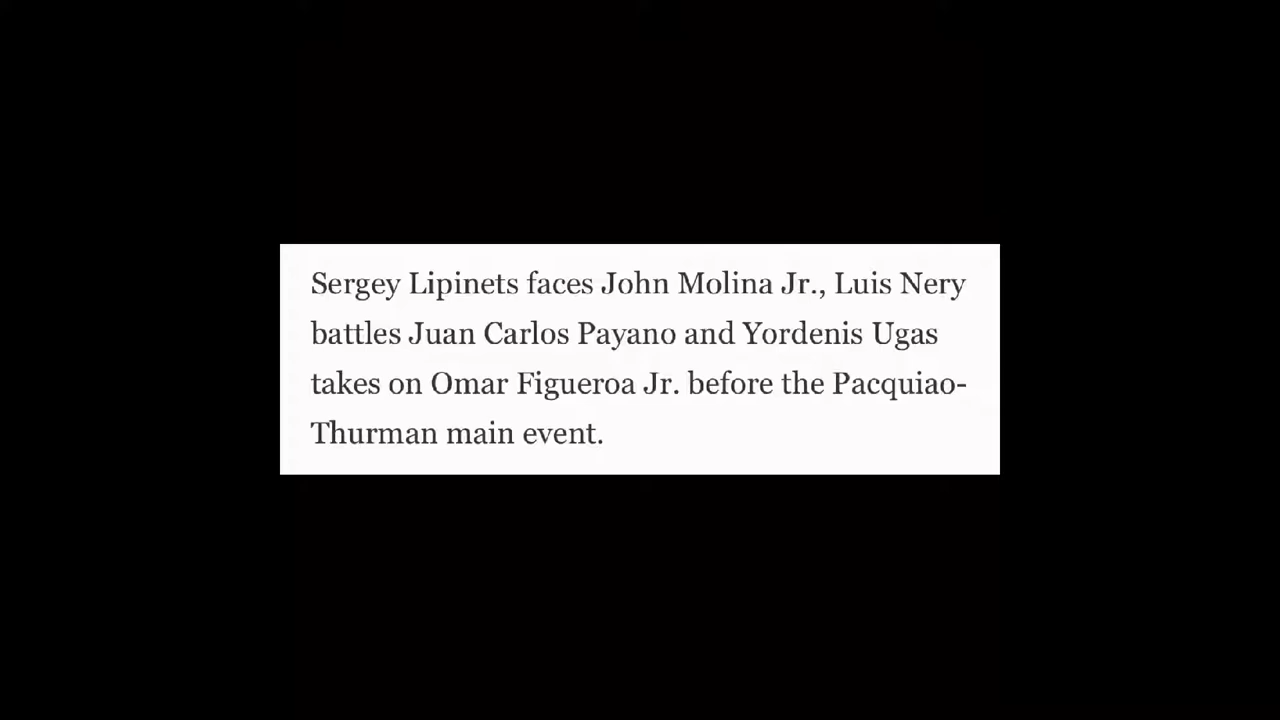 Sergey Lipinets faces John Molina Jr., Luis Nery
battles Juan Carlos Payano and Yordenis Ugas
takes on Omar Figueroa Jr. before the Pacquiao-
Thurman main event.